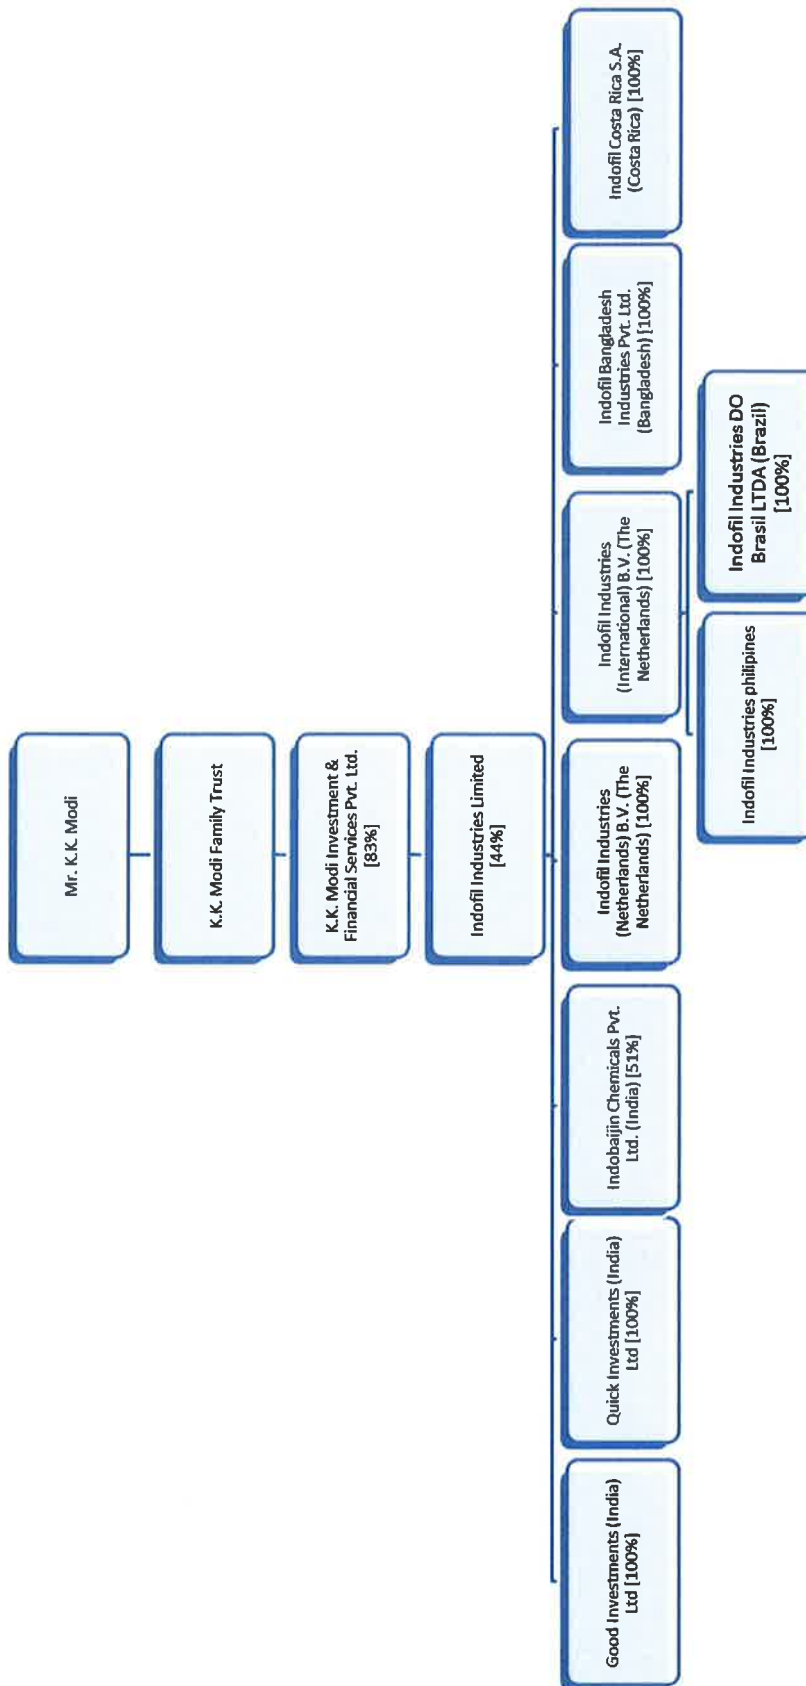 Mr. K.K. Modi
K.K. Modi Family Trust
K.K. Modi Investment &
Financial Services Pvt. Ltd.
[83%]
Indofil Industries Limited
[44%]
Good Investments (India)
Ltd [100%]
Quick Investments (India)
Ltd [100%]
Indobaijin Chemicals Pvt.
Ltd. (India) [51%]
Indofil Industries
(Netherlands) B.V. (The
Netherlands) [100%]
Indofil Industries
(International) B.V. (The
Netherlands) [100%]
Indofil Bangladesh
Industries Pvt. Ltd.
(Bangladesh) [100%]
Indofil Costa Rica S.A.
(Costa Rica) [100%]
Indofil Industries philipines
[100%]
Indofil Industries DO
Brasil LTDA (Brazil)
[100%]